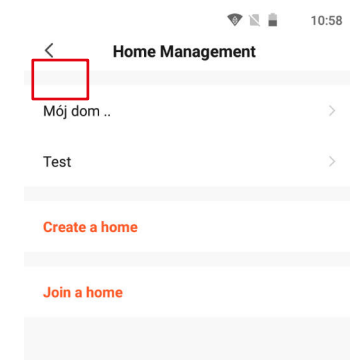 10:58
Home Management
Mój dom ..
Test
Create a home
Join a home